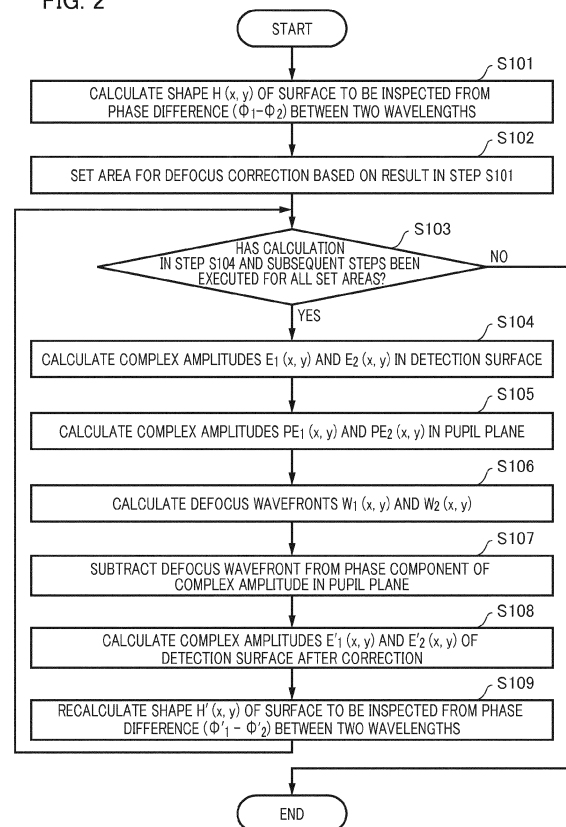 FIG. 2
START
S101
CALCULATE SHAPE H (x, y) OF SURFACE TO BE INSPECTED FROM
PHASE DIFFERENCE (Φ1−Φ2) BETWEEN TWO WAVELENGTHS
S102
SET AREA FOR DEFOCUS CORRECTION BASED ON RESULT IN STEP S101
S103
HAS CALCULATION
IN STEP S104 AND SUBSEQUENT STEPS BEEN
EXECUTED FOR ALL SET AREAS?
NO
YES
S104
CALCULATE COMPLEX AMPLITUDES E1 (x, y) AND E2 (x, y) IN DETECTION SURFACE
S105
CALCULATE COMPLEX AMPLITUDES PE1 (x, y) AND PE2 (x, y) IN PUPIL PLANE
S106
CALCULATE DEFOCUS WAVEFRONTS W1 (x, y) AND W2 (x, y)
S107
SUBTRACT DEFOCUS WAVEFRONT FROM PHASE COMPONENT OF
COMPLEX AMPLITUDE IN PUPIL PLANE
S108
CALCULATE COMPLEX AMPLITUDES E'1 (x, y) AND E'2 (x, y) OF
DETECTION SURFACE AFTER CORRECTION
S109
RECALCULATE SHAPE H' (x, y) OF SURFACE TO BE INSPECTED FROM PHASE
DIFFERENCE (Φ'1 − Φ'2) BETWEEN TWO WAVELENGTHS
END